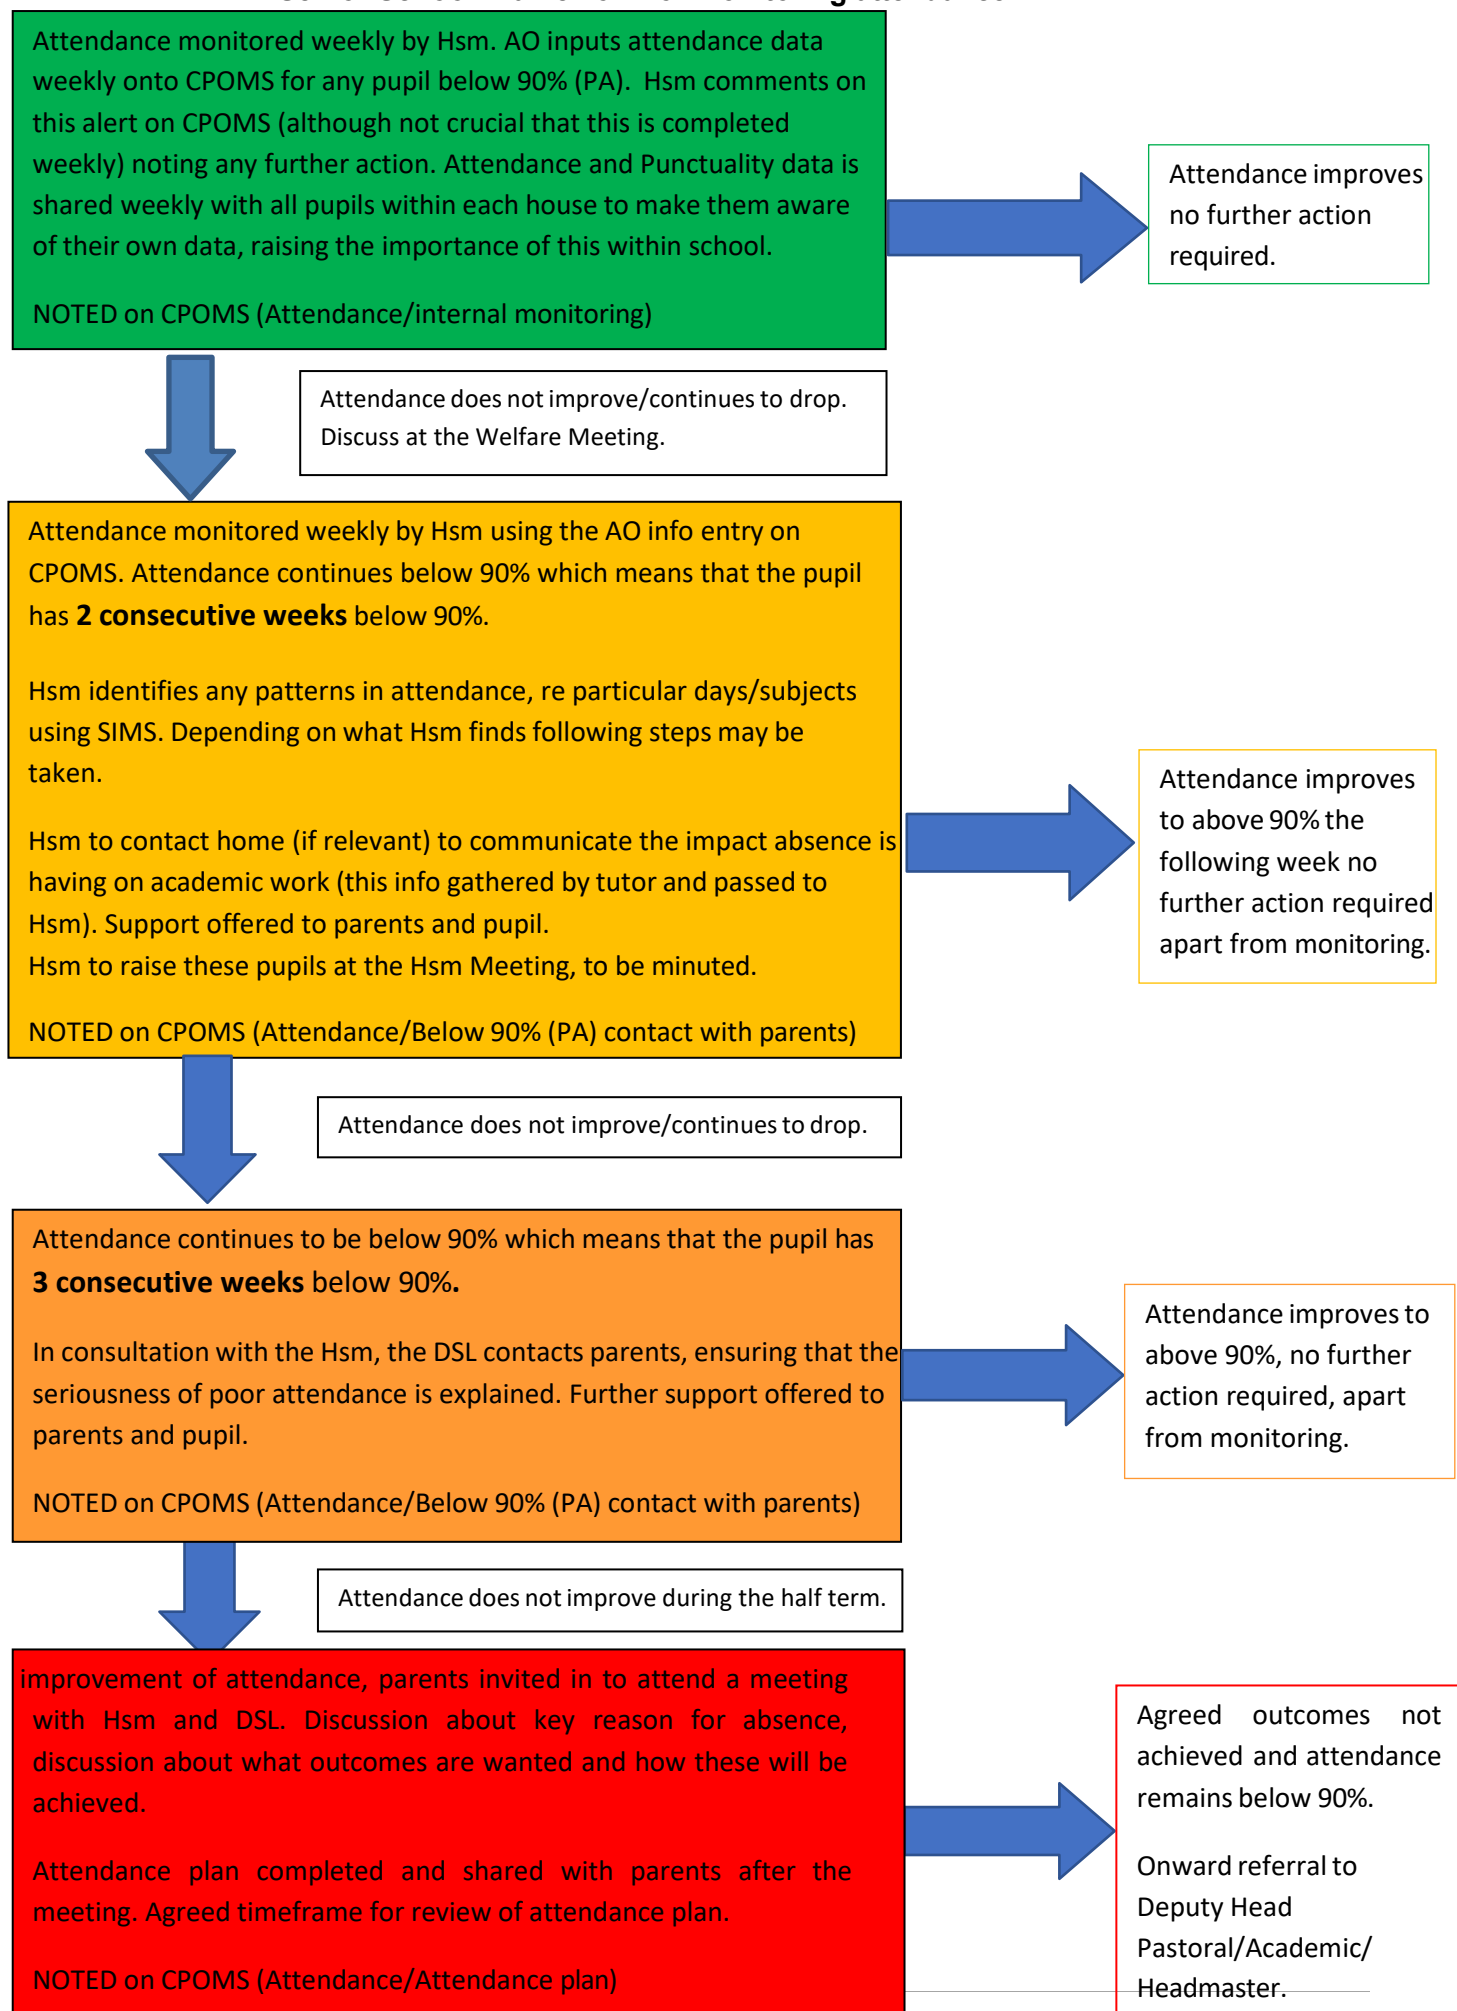 Attendance monitored weekly by Hsm. AO inputs attendance data
weekly onto CPOMS for any pupil below 90% (PA). Hsm comments on
this alert on CPOMS (although not crucial that this is completed
weekly) noting any further action. Attendance and Punctuality data is
shared weekly with all pupils within each house to make them aware
of their own data, raising the importance of this within school.
NOTED on CPOMS (Attendance/internal monitoring)
Attendance improves
no further action
required.
Attendance does not improve/continues to drop.
Discuss at the Welfare Meeting.
Attendance monitored weekly by Hsm using the AO info entry on
CPOMS. Attendance continues below 90% which means that the pupil
has 2 consecutive weeks below 90%.
Hsm identifies any patterns in attendance, re particular days/subjects
using SIMS. Depending on what Hsm finds following steps may be
taken.
Hsm to contact home (if relevant) to communicate the impact absence is
having on academic work (this info gathered by tutor and passed to
Hsm). Support offered to parents and pupil.
Hsm to raise these pupils at the Hsm Meeting, to be minuted.
NOTED on CPOMS (Attendance/Below 90% (PA) contact with parents)
Attendance improves
to above 90% the
following week no
further action required
apart from monitoring.
Attendance does not improve/continues to drop.
Attendance continues to be below 90% which means that the pupil has
3 consecutive weeks below 90%.
In consultation with the Hsm, the DSL contacts parents, ensuring that the
seriousness of poor attendance is explained. Further support offered to
parents and pupil.
NOTED on CPOMS (Attendance/Below 90% (PA) contact with parents)
Attendance improves to
above 90%, no further
action required, apart
from monitoring.
Attendance does not improve during the half term.
improvement of attendance, parents invited in to attend a meeting
with Hsm and DSL. Discussion about key reason for absence,
discussion about what outcomes are wanted and how these will be
achieved.
Attendance plan completed and shared with parents after the
meeting. Agreed timeframe for review of attendance plan.
NOTED on CPOMS (Attendance/Attendance plan)
Agreed outcomes not
achieved and attendance
remains below 90%.
Onward referral to
Deputy Head
Pastoral/Academic/
Headmaster.